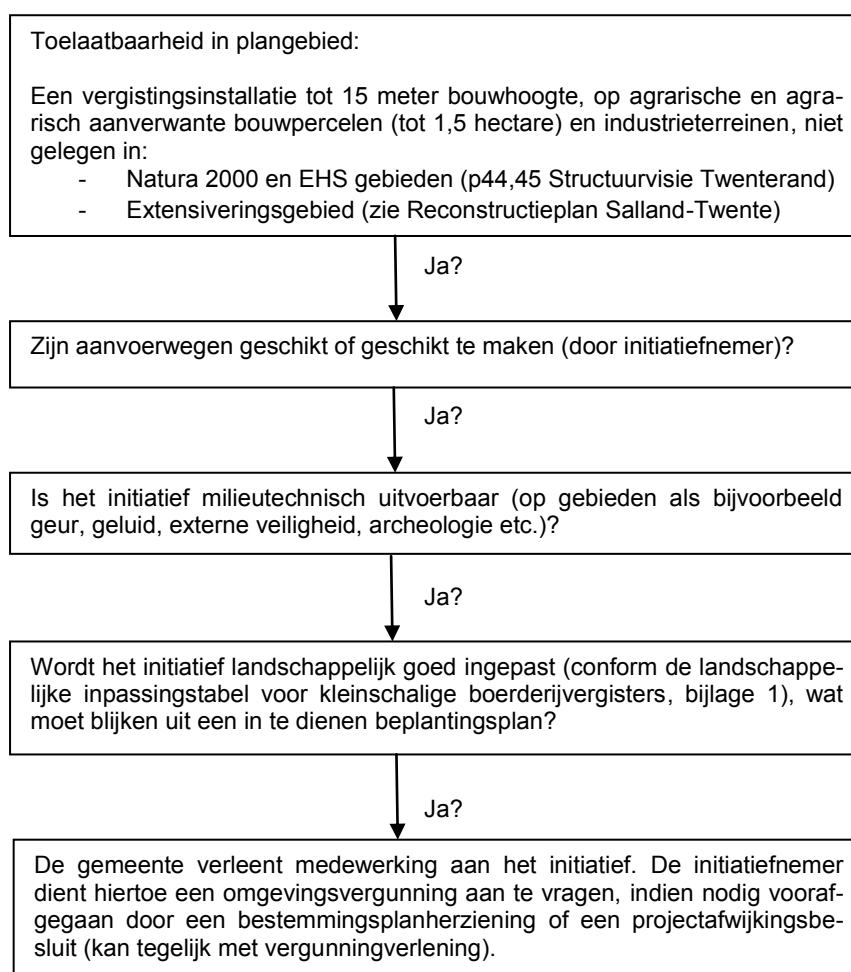 Toelaatbaarheid in plangebied:
Een vergistingsinstallatie tot 15 meter bouwhoogte, op agrarische en agra-
risch aanverwante bouwpercelen (tot 1,5 hectare) en industrieterreinen, niet
gelegen in:
- Natura 2000 en EHS gebieden (p44,45 Structuurvisie Twenterand)
- Extensiveringsgebied (zie Reconstructieplan Salland-Twente)
Ja?
Zijn aanvoerwegen geschikt of geschikt te maken (door initiatiefnemer)?
Ja?
Is het initiatief milieutechnisch uitvoerbaar (op gebieden als bijvoorbeeld
geur, geluid, externe veiligheid, archeologie etc.)?
Ja?
Wordt het initiatief landschappelijk goed ingepast (conform de landschappe-
lijke inpassingstabel voor kleinschalige boerderijvergisters, bijlage 1), wat
moet blijken uit een in te dienen beplantingsplan?
Ja?
De gemeente verleent medewerking aan het initiatief. De initiatiefnemer
dient hiertoe een omgevingsvergunning aan te vragen, indien nodig vooraf-
gegaan door een bestemmingsplanherziening of een projectafwijkingsbe-
sluit (kan tegelijk met vergunningverlening).